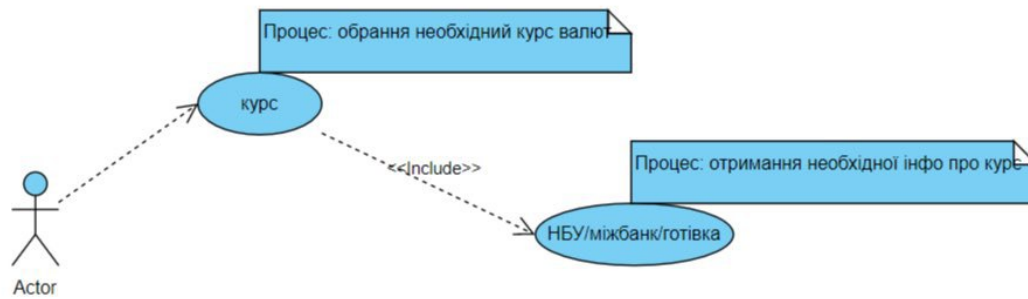 Процес: обрання необхідний курс валют
курс
<<Include>>
Процес: отримання необхідної інфо про курс
НБУ/міжбанк/готівка
Actor